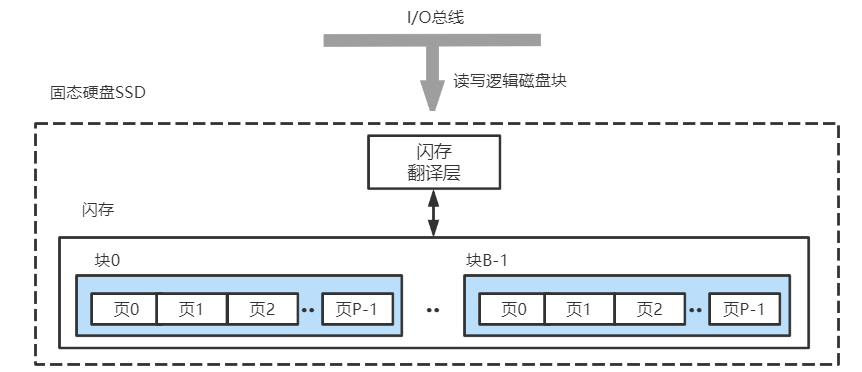 I/O总线
读写逻辑磁盘块
固态硬盘SSD
闪存
翻译层
闪存
块0
块B-1
页0 页1 页2 •• 页P-1 •• 页0 页1 页2 •• 页P-1